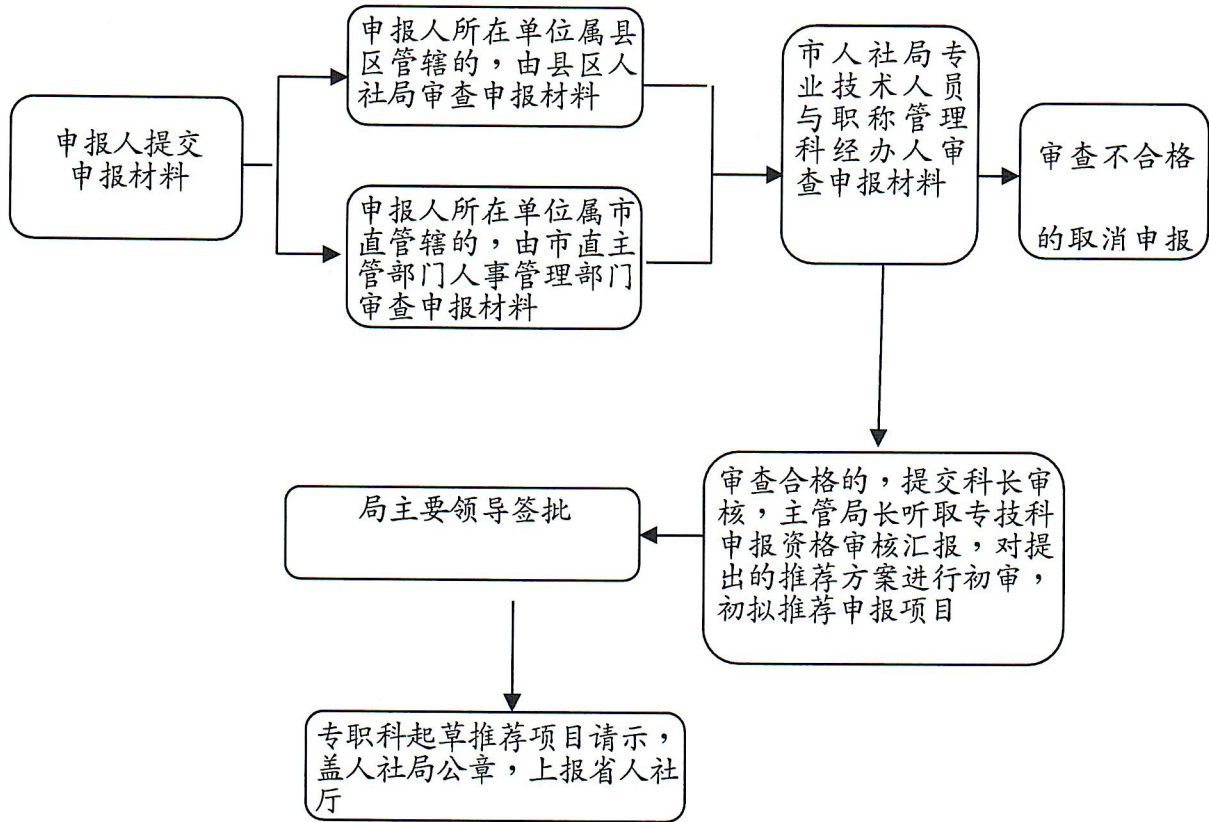 申报人提交
申报材料
申报人所在单位属县
区管辖的，由县区人
社局审查申报材料
申报人所在单位属市
直管辖的，由市直主
管部门人事管理部门
审查申报材料
市人社局专
业技术人员
与职称管理
科经办人审
查申报材料
审查不合格
的取消申报
审查合格的，提交科长审
核，主管局长听取专技科
申报资格审核汇报，对提
出的推荐方案进行初审，
初拟推荐申报项目
局主要领导签批
专职科起草推荐项目请示，
盖人社局公章，上报省人社
厅